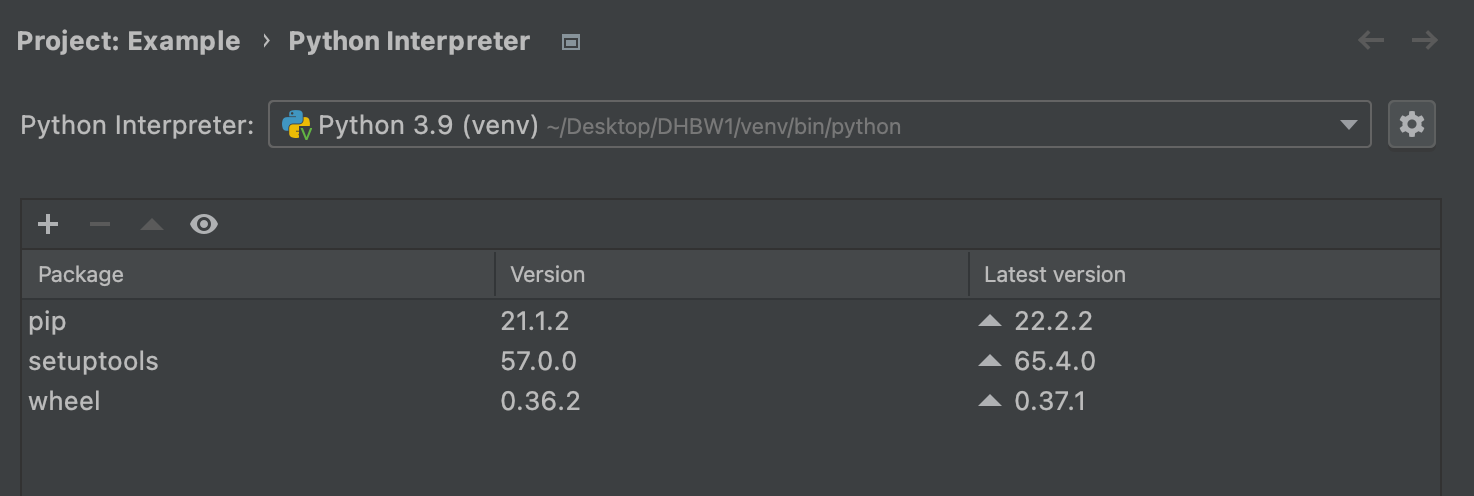 Project: Example › Python Interpreter
Python Interpreter: Python 3.9 (venv) ~/Desktop/DHBW1/venv/bin/python
Package Version Latest version
pip 21.1.2 22.2.2
setuptools 57.0.0 65.4.0
wheel 0.36.2 0.37.1